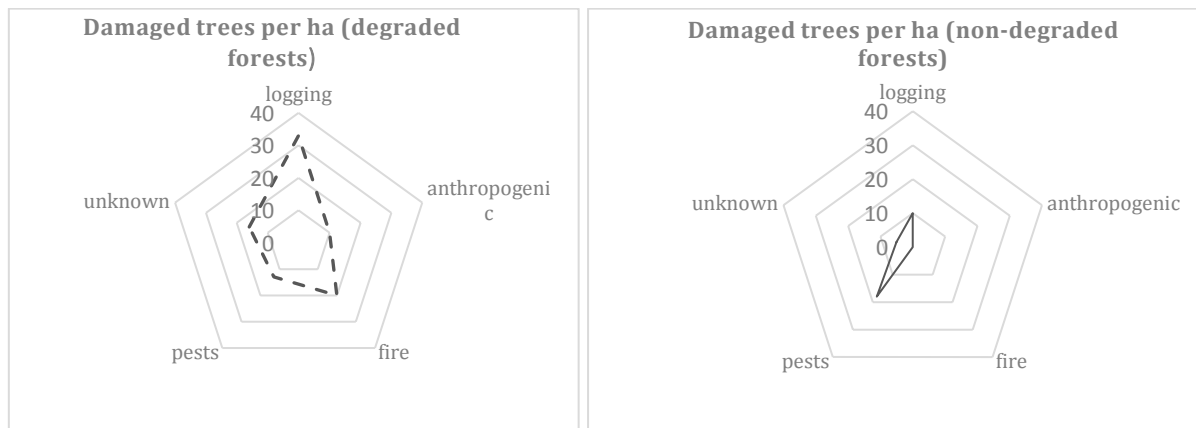 Damaged trees per ha (degraded
forests)
logging
40
30
20
10
0
anthropogeni
c
fire
pests
unknown
Damaged trees per ha (non-degraded
forests)
logging
40
30
20
10
0
anthropogenic
fire
pests
unknown